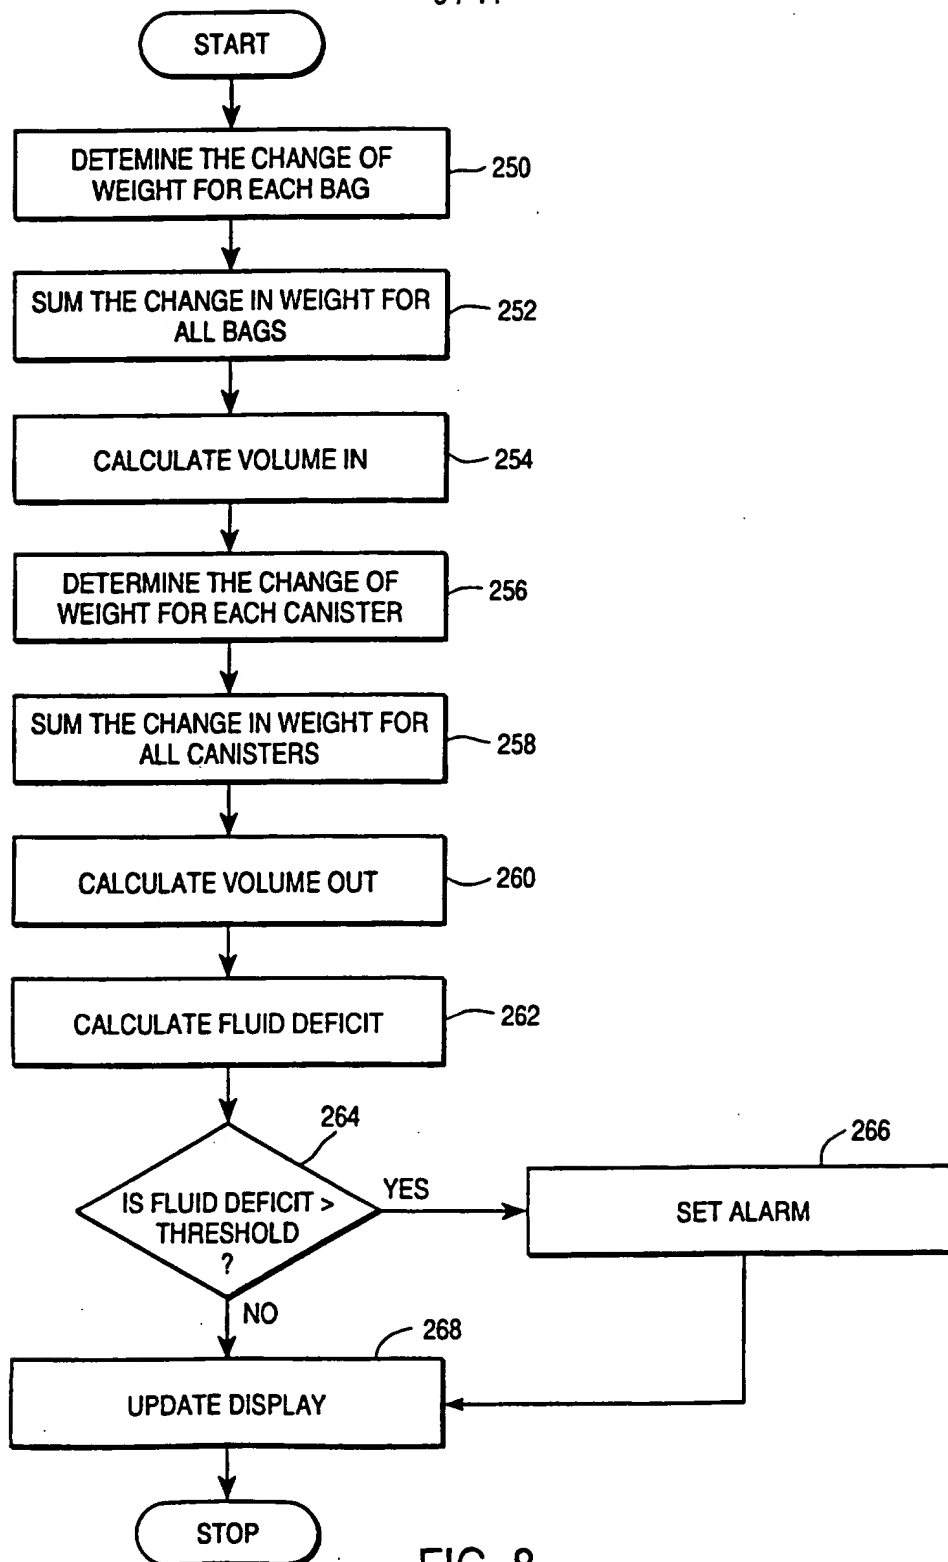 START
DETEMINE THE CHANGE OF
WEIGHT FOR EACH BAG
250
SUM THE CHANGE IN WEIGHT FOR
ALL BAGS
252
CALCULATE VOLUME IN
254
DETERMINE THE CHANGE OF
WEIGHT FOR EACH CANISTER
256
SUM THE CHANGE IN WEIGHT FOR
ALL CANISTERS
258
CALCULATE VOLUME OUT
260
CALCULATE FLUID DEFICIT
262
264
IS FLUID DEFICIT >
THRESHOLD
?
YES
266
SET ALARM
NO
268
UPDATE DISPLAY
STOP
FIG. 8